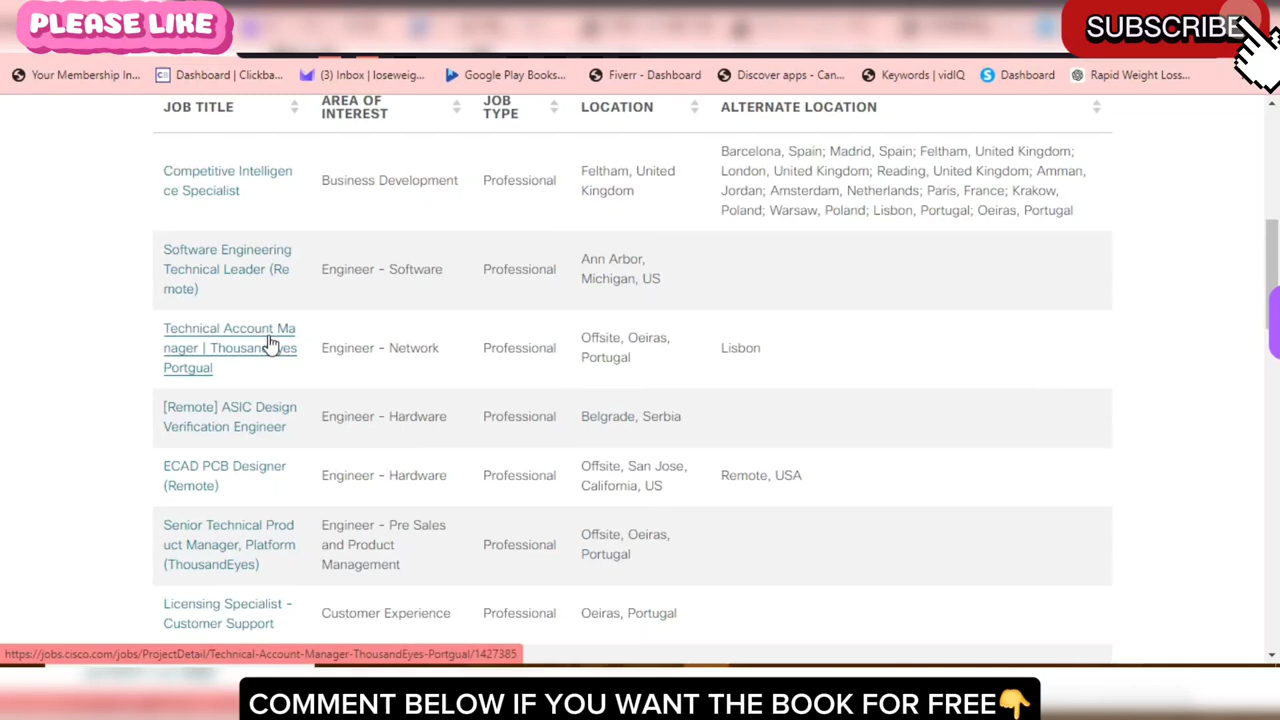 PLEASE LIKE
SUBSCRIBE
Your Membership In...
Dashboard | Clickba...
(3) Inbox | loseweig...
Google Play Books...
Fiverr - Dashboard
Discover apps - Can...
Keywords | vidIQ
Dashboard
Rapid Weight Loss...
JOB TITLE
AREA OF
INTEREST
JOB
TYPE
LOCATION
ALTERNATE LOCATION
Competitive Intelligen
ce Specialist
Business Development
Professional
Feltham, United
Kingdom
Barcelona, Spain; Madrid, Spain; Feltham, United Kingdom;
London, United Kingdom; Reading, United Kingdom; Amman,
Jordan; Amsterdam, Netherlands; Paris, France; Krakow,
Poland; Warsaw, Poland; Lisbon, Portugal; Oeiras, Portugal
Software Engineering
Technical Leader (Re
mote)
Engineer - Software
Professional
Ann Arbor,
Michigan, US
Technical Account Ma
nager | ThousandEyes
Portgual
Engineer - Network
Professional
Offsite, Oeiras,
Portugal
Lisbon
[Remote] ASIC Design
Verification Engineer
Engineer - Hardware
Professional
Belgrade, Serbia
ECAD PCB Designer
(Remote)
Engineer - Hardware
Professional
Offsite, San Jose,
California, US
Remote, USA
Senior Technical Prod
uct Manager, Platform
(ThousandEyes)
Engineer - Pre Sales
and Product
Management
Professional
Offsite, Oeiras,
Portugal
Licensing Specialist -
Customer Support
Customer Experience
Professional
Oeiras, Portugal
https://jobs.cisco.com/jobs/ProjectDetail/Technical-Account-Manager-ThousandEyes-Portgual/1427385
COMMENT BELOW IF YOU WANT THE BOOK FOR FREE👇